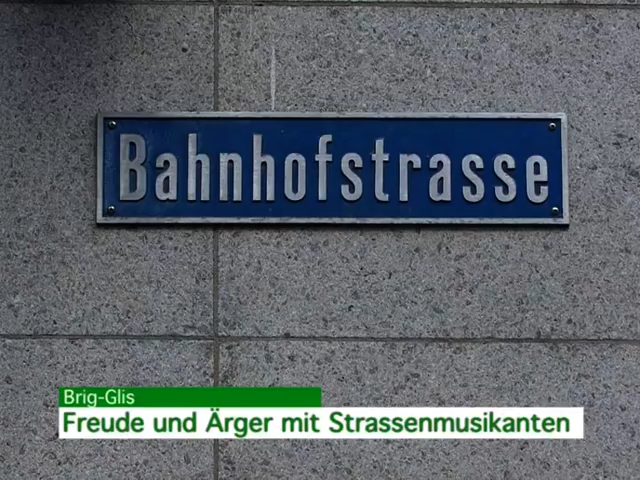 Bahnhofstrasse
Brig-Glis
Freude und Ärger mit Strassenmusikanten